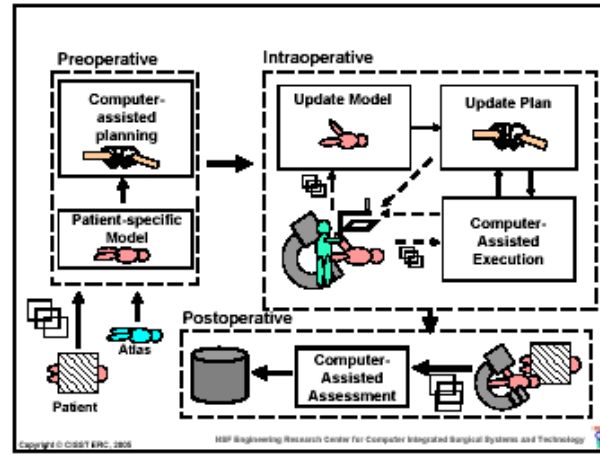 Preoperative
Computer-
assisted
planning
Patient-specific
Model
Patient
Atlas
Intraoperative
Update Model
Update Plan
Computer-
Assisted
Execution
Postoperative
Computer-
Assisted
Assessment
Copyright © CISST ERC, 2005
NSF Engineering Research Center for Computer Integrated Surgical Systems and Technology